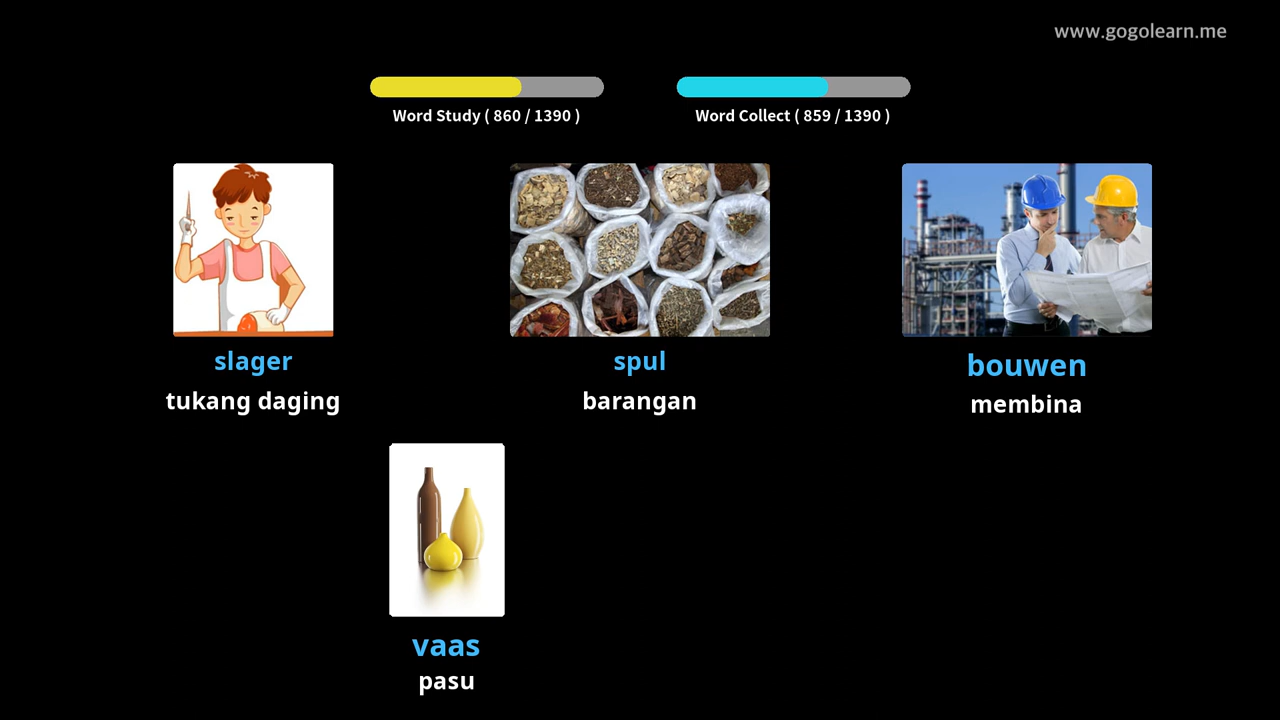 www.gogolearn.me
Word Study ( 860 / 1390 )
Word Collect ( 859 / 1390 )
slager
tukang daging
spul
barangan
bouwen
membina
vaas
pasu